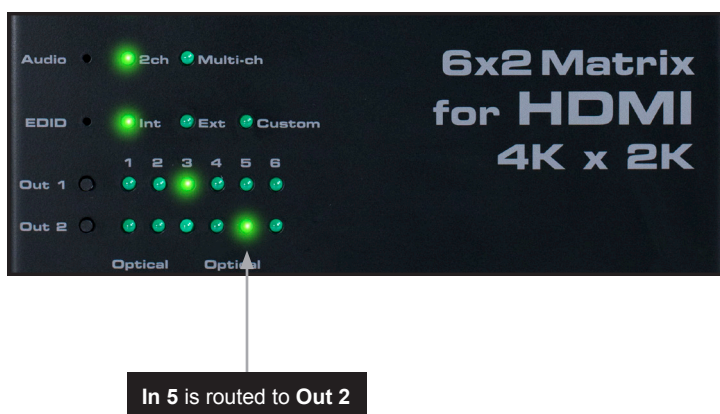 Audio 2ch Multi-ch
6x2 Matrix
for HDMI
4K x 2K
EDID Int Ext Custom
1 2 3 4 5 6
Out 1
Out 2
Optical Optical
In 5 is routed to Out 2